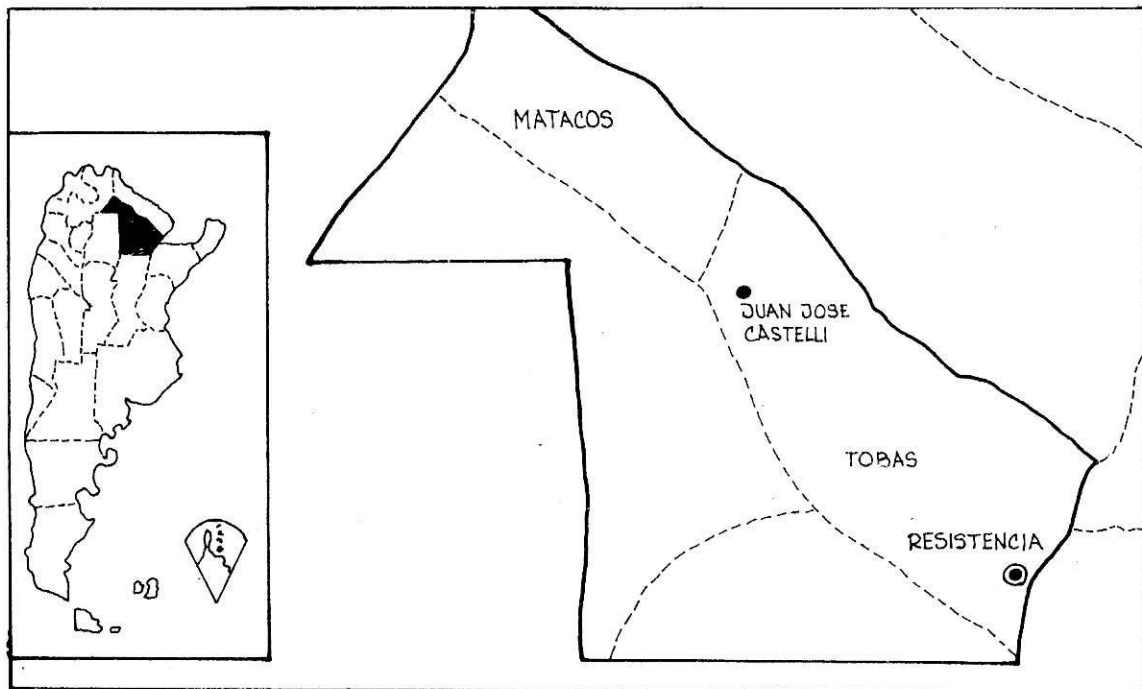 MATACOS
JUAN JOSE
CASTELLI
TOBAS
RESISTENCIA